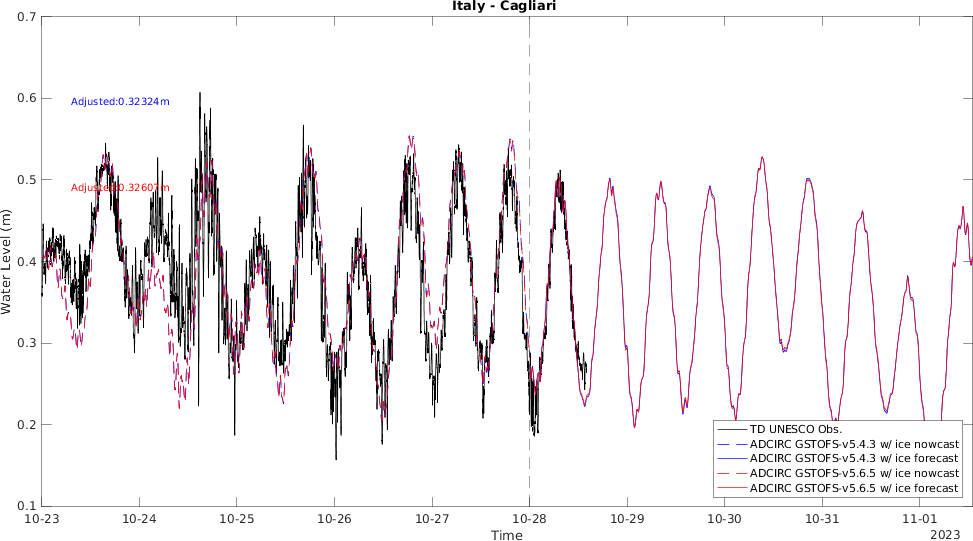 Italy - Cagliari
0.7
0.6
0.5
0.4
0.3
0.2
0.1
Water Level (m)
Adjusted:0.32324m
Adjusted:0.32607m
TD UNESCO Obs.
ADCIRC GSTOFS-v5.4.3 w/ ice nowcast
ADCIRC GSTOFS-v5.4.3 w/ ice forecast
ADCIRC GSTOFS-v5.6.5 w/ ice nowcast
ADCIRC GSTOFS-v5.6.5 w/ ice forecast
10-23 10-24 10-25 10-26 10-27 10-28 10-29 10-30 10-31 11-01
Time
2023